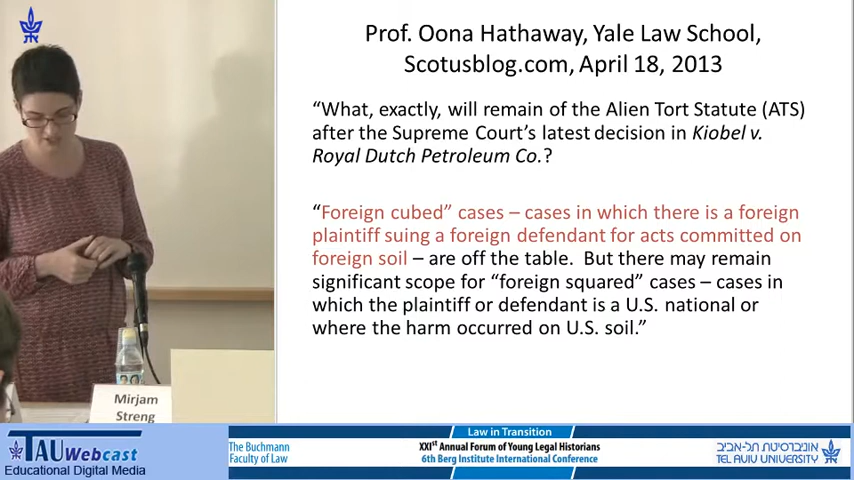 Prof. Oona Hathaway, Yale Law School,
Scotusblog.com, April 18, 2013
“What, exactly, will remain of the Alien Tort Statute (ATS)
after the Supreme Court’s latest decision in Kiobel v.
Royal Dutch Petroleum Co.?
“Foreign cubed” cases – cases in which there is a foreign
plaintiff suing a foreign defendant for acts committed on
foreign soil – are off the table.  But there may remain
significant scope for “foreign squared” cases – cases in
which the plaintiff or defendant is a U.S. national or
where the harm occurred on U.S. soil.”
Mirjam
Streng
TAU Webcast
Educational Digital Media
The Buchmann
Faculty of Law
Law in Transition
XXIst Annual Forum of Young Legal Historians
6th Berg Institute International Conference
אוניברסיטת תל-אביב
TEL AVIV UNIVERSITY